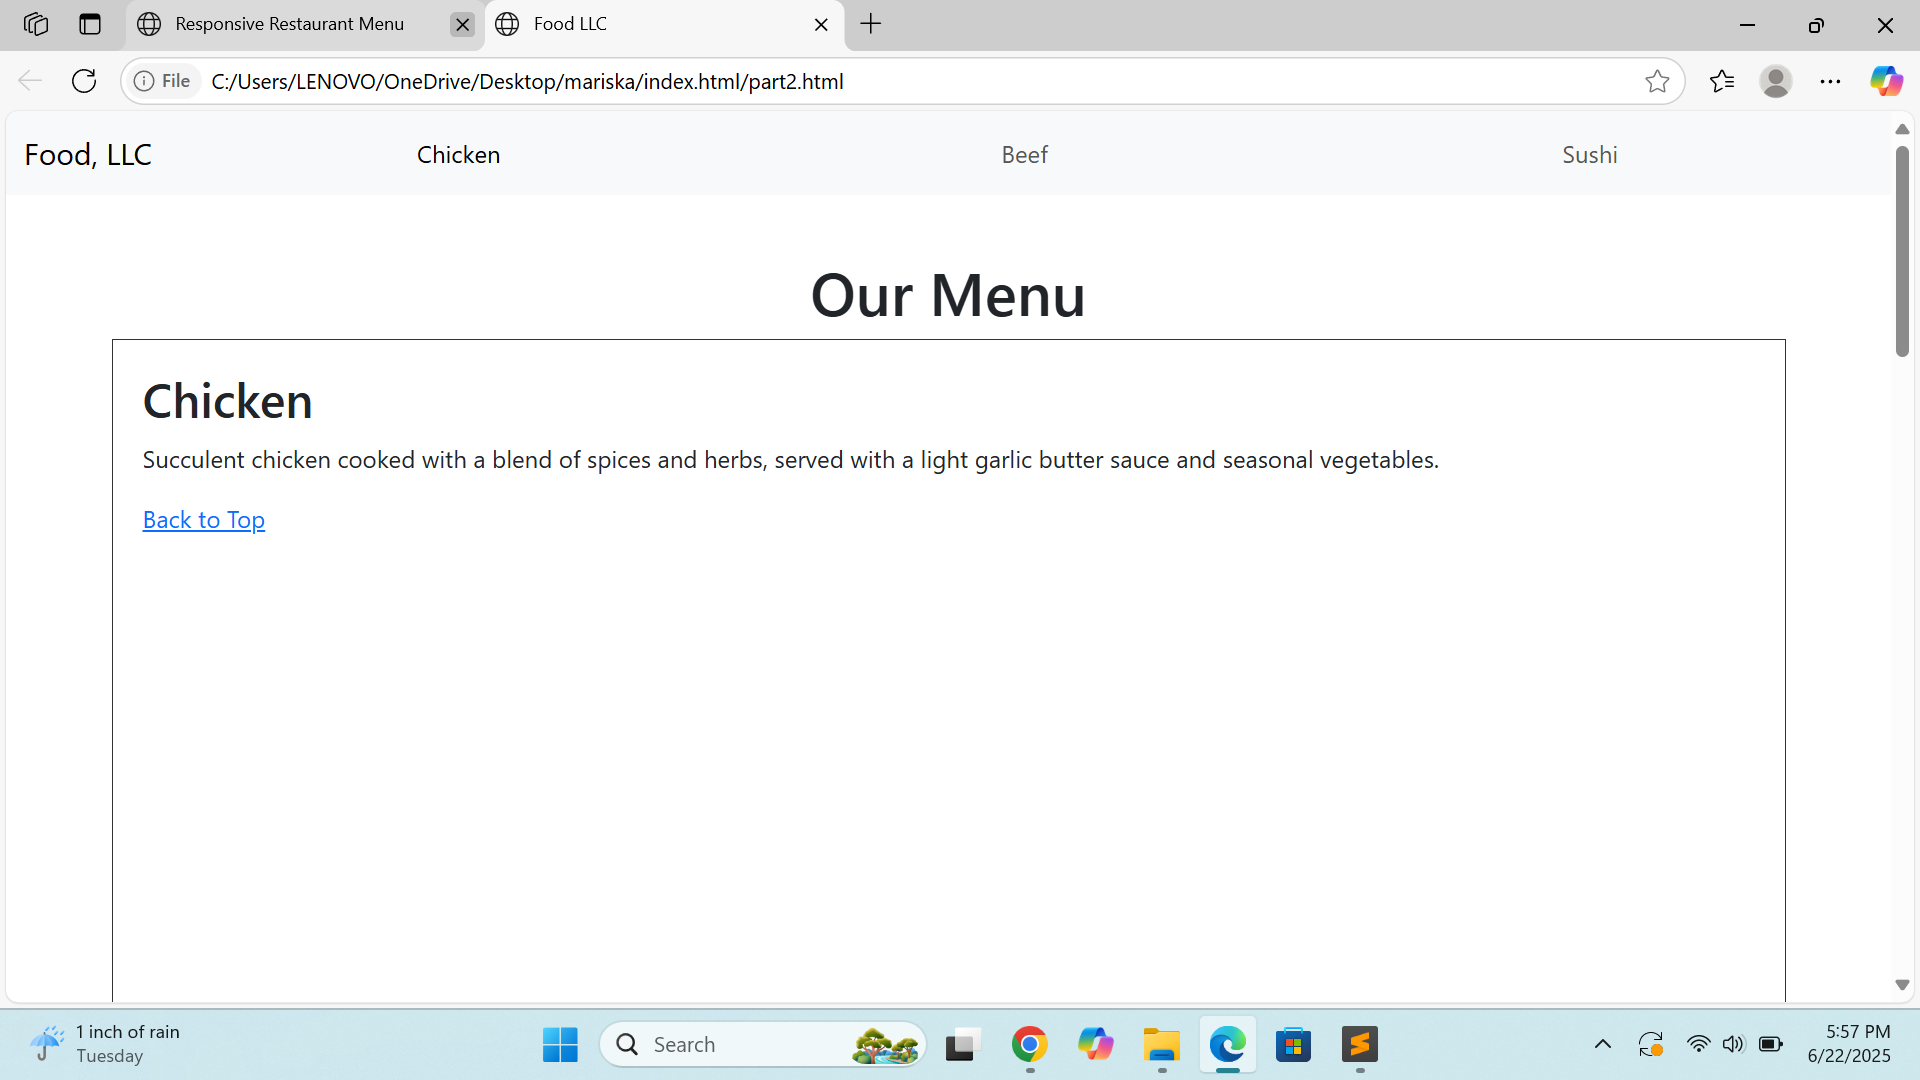 Responsive Restaurant Menu
Food LLC
File
C:/Users/LENOVO/OneDrive/Desktop/mariska/index.html/part2.html
Food, LLC
Chicken
Beef
Sushi
Our Menu
Chicken
Succulent chicken cooked with a blend of spices and herbs, served with a light garlic butter sauce and seasonal vegetables.
Back to Top
1 inch of rain
Tuesday
Search
5:57 PM
6/22/2025